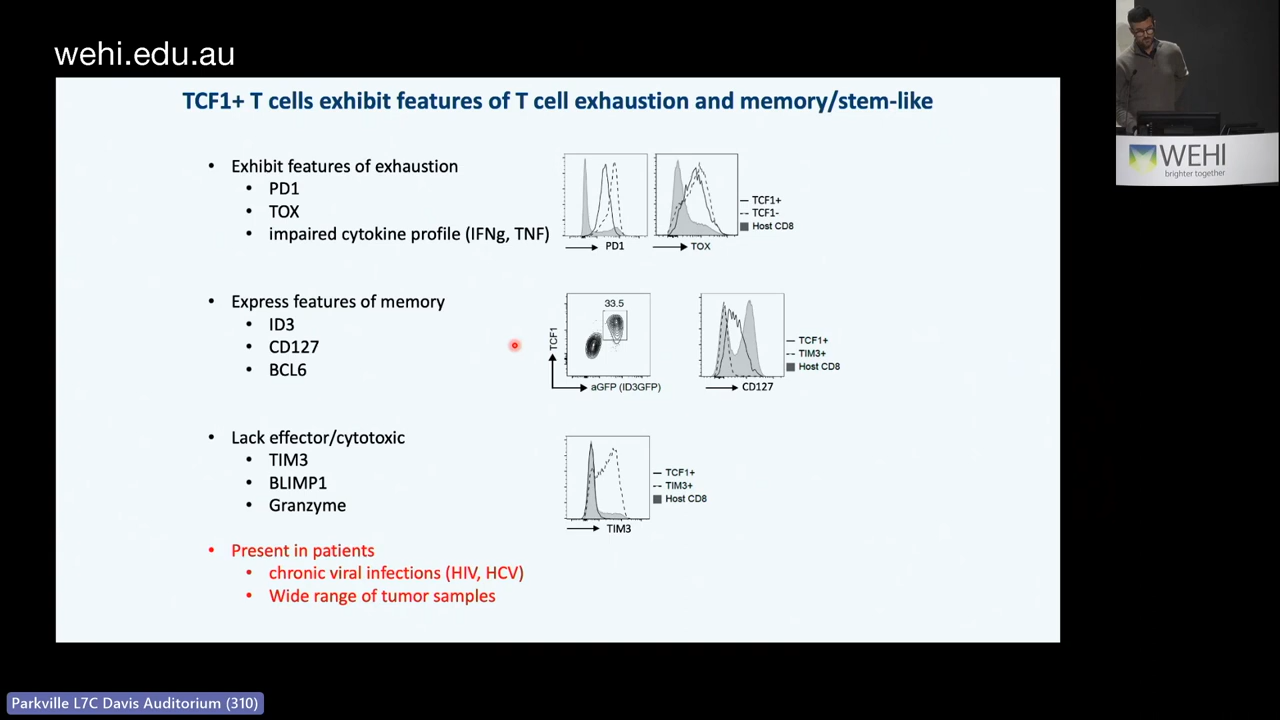 wehi.edu.au
TCF1+ T cells exhibit features of T cell exhaustion and memory/stem-like
• Exhibit features of exhaustion
• PD1
• TOX
• impaired cytokine profile (IFNg, TNF)
PD1
TOX
TCF1+
TCF1-
Host CD8
• Express features of memory
• ID3
• CD127
• BCL6
33.5
TCF1
aGFP (ID3GFP)
CD127
TCF1+
TIM3+
Host CD8
• Lack effector/cytotoxic
• TIM3
• BLIMP1
• Granzyme
TIM3
TCF1+
TIM3+
Host CD8
• Present in patients
• chronic viral infections (HIV, HCV)
• Wide range of tumor samples
WEHI
brighter together
Parkville L7C Davis Auditorium (310)